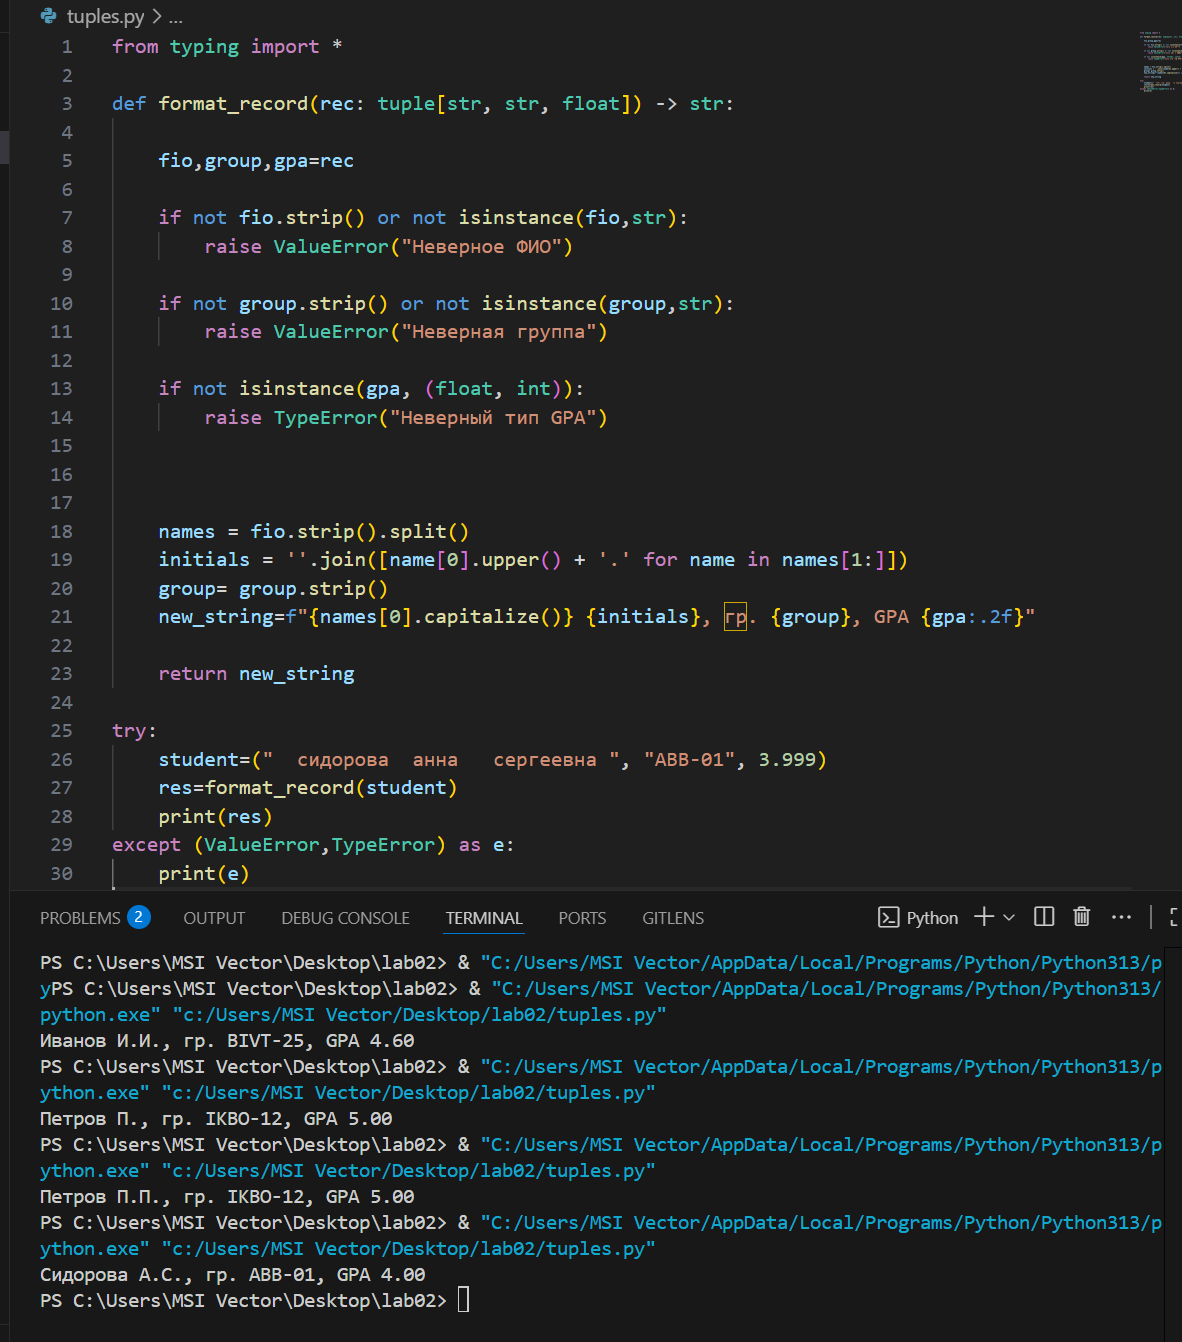 tuples.py > ...
1 from typing import *
2
3 def format_record(rec: tuple[str, str, float]) -> str:
4
5     fio,group,gpa=rec
6
7     if not fio.strip() or not isinstance(fio,str):
8         raise ValueError("Неверное ФИО")
9
10     if not group.strip() or not isinstance(group,str):
11         raise ValueError("Неверная группа")
12
13     if not isinstance(gpa, (float, int)):
14         raise TypeError("Неверный тип GPA")
15
16
17
18     names = fio.strip().split()
19     initials = ''.join([name[0].upper() + '.' for name in names[1:]])
20     group= group.strip()
21     new_string=f"{names[0].capitalize()} {initials}, гр. {group}, GPA {gpa:.2f}"
22
23     return new_string
24
25 try:
26     student=("  сидорова  анна   сергеевна ", "ABB-01", 3.999)
27     res=format_record(student)
28     print(res)
29 except (ValueError,TypeError) as e:
30     print(e)
PROBLEMS 2 OUTPUT DEBUG CONSOLE TERMINAL PORTS GITLENS Python
PS C:\Users\MSI Vector\Desktop\lab02> & "C:/Users/MSI Vector/AppData/Local/Programs/Python/Python313/p
yPS C:\Users\MSI Vector\Desktop\lab02> & "C:/Users/MSI Vector/AppData/Local/Programs/Python/Python313/
python.exe" "c:/Users/MSI Vector/Desktop/lab02/tuples.py"
Иванов И.И., гр. BIVT-25, GPA 4.60
PS C:\Users\MSI Vector\Desktop\lab02> & "C:/Users/MSI Vector/AppData/Local/Programs/Python/Python313/p
ython.exe" "c:/Users/MSI Vector/Desktop/lab02/tuples.py"
Петров П., гр. IKBO-12, GPA 5.00
PS C:\Users\MSI Vector\Desktop\lab02> & "C:/Users/MSI Vector/AppData/Local/Programs/Python/Python313/p
ython.exe" "c:/Users/MSI Vector/Desktop/lab02/tuples.py"
Петров П.П., гр. IKBO-12, GPA 5.00
PS C:\Users\MSI Vector\Desktop\lab02> & "C:/Users/MSI Vector/AppData/Local/Programs/Python/Python313/p
ython.exe" "c:/Users/MSI Vector/Desktop/lab02/tuples.py"
Сидорова А.С., гр. ABB-01, GPA 4.00
PS C:\Users\MSI Vector\Desktop\lab02>